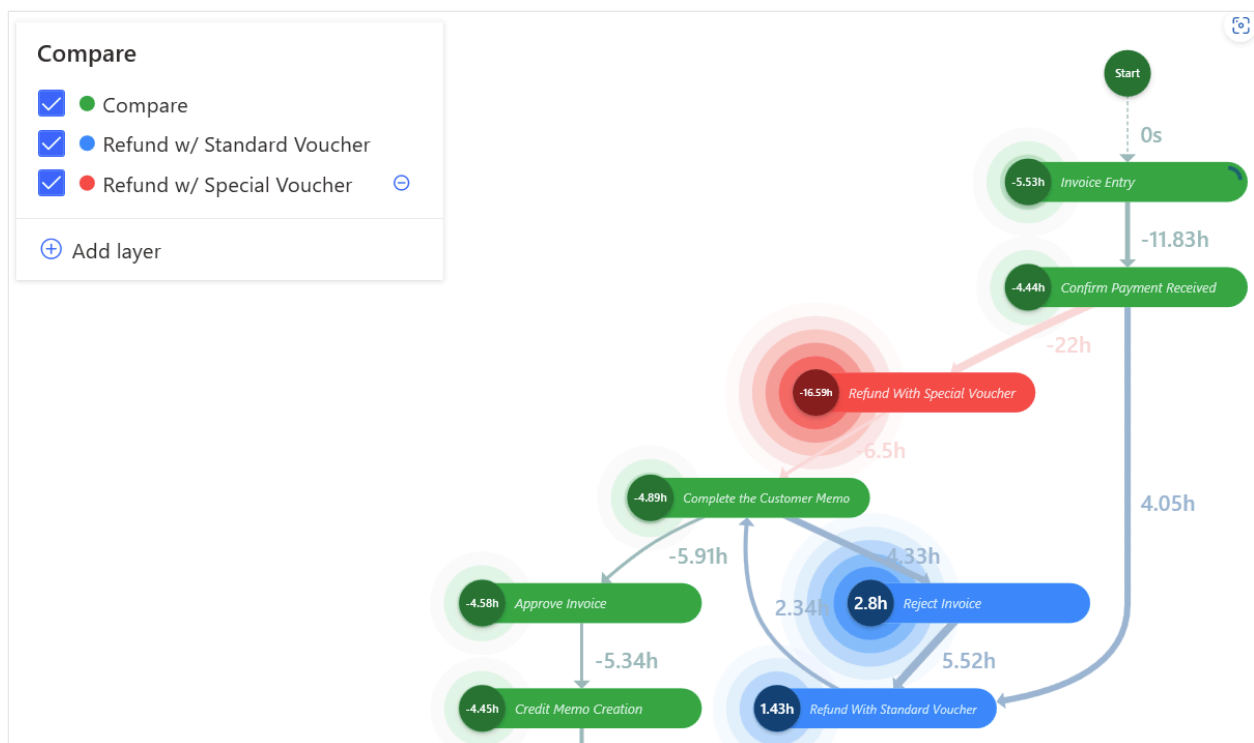 Compare
Compare
Refund w/ Standard Voucher
Refund w/ Special Voucher
Add layer
Start
0s
-5.53h Invoice Entry
-11.83h
-4.44h Confirm Payment Received
-22h
-16.59h Refund With Special Voucher
-6.5h
-4.89h Complete the Customer Memo
4.05h
-5.91h
4.33h
-4.58h Approve Invoice
2.34h
2.8h Reject Invoice
-5.34h
5.52h
-4.45h Credit Memo Creation
1.43h Refund With Standard Voucher